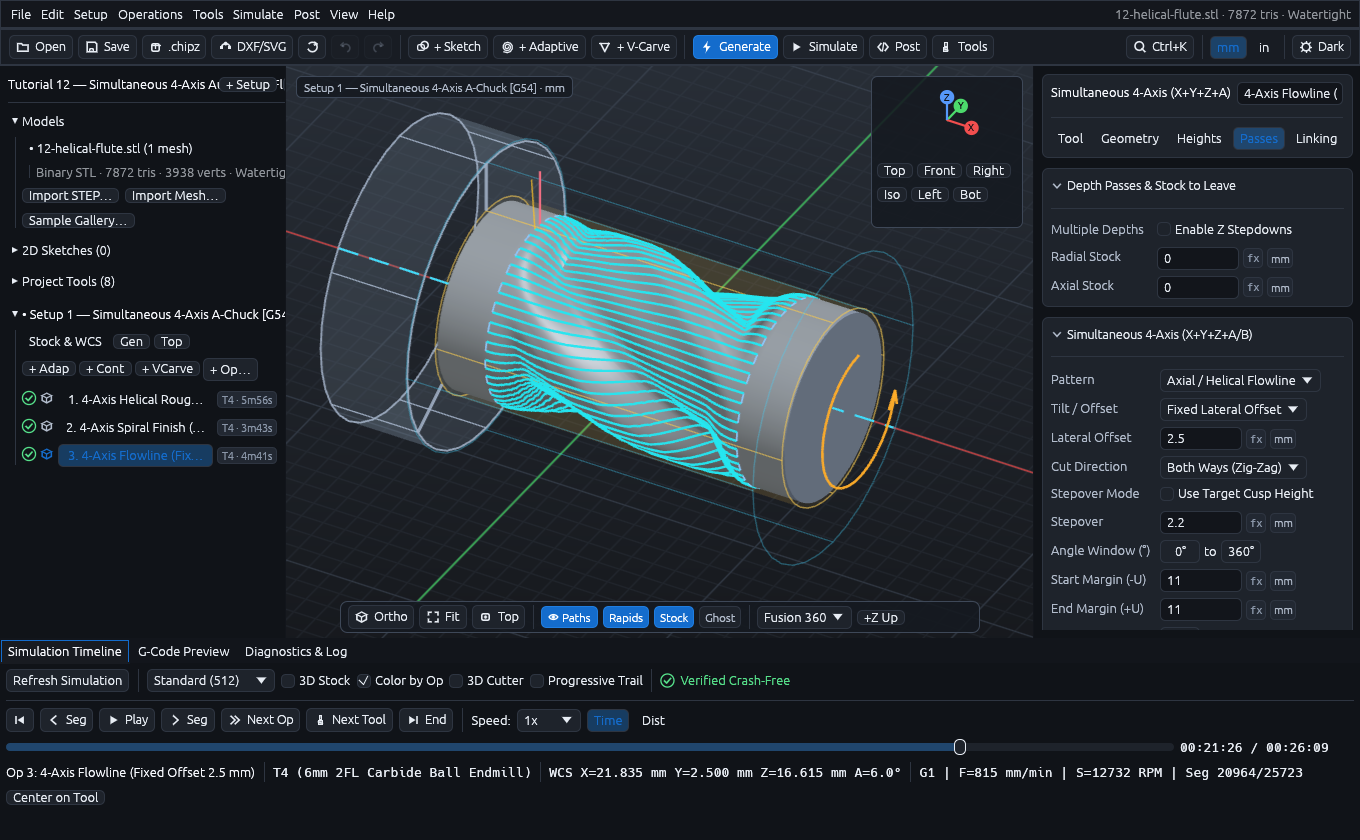 File Edit Setup Operations Tools Simulate Post View Help
12-helical-flute.stl · 7872 tris · Watertight
Open Save .chipz DXF/SVG + Sketch + Adaptive + V-Carve Generate Simulate Post Tools Ctrl+K mm in Dark
Tutorial 12 — Simultaneous 4-Axis + Setup
Models
• 12-helical-flute.stl (1 mesh)
Binary STL · 7872 tris · 3938 verts · Watertig
Import STEP… Import Mesh…
Sample Gallery…
2D Sketches (0)
Project Tools (8)
• Setup 1 — Simultaneous 4-Axis A-Chuck [G54
Stock & WCS Gen Top
+ Adap + Cont + VCarve + Op…
1. 4-Axis Helical Roug… T4 · 5m56s
2. 4-Axis Spiral Finish (… T4 · 3m43s
3. 4-Axis Flowline (Fix… T4 · 4m41s
Setup 1 — Simultaneous 4-Axis A-Chuck [G54] · mm
Z
Y
X
Top Front Right
Iso Left Bot
Ortho Fit Top Paths Rapids Stock Ghost Fusion 360 +Z Up
Simultaneous 4-Axis (X+Y+Z+A) 4-Axis Flowline (
Tool Geometry Heights Passes Linking
Depth Passes & Stock to Leave
Multiple Depths Enable Z Stepdowns
Radial Stock 0 fx mm
Axial Stock 0 fx mm
Simultaneous 4-Axis (X+Y+Z+A/B)
Pattern Axial / Helical Flowline
Tilt / Offset Fixed Lateral Offset
Lateral Offset 2.5 fx mm
Cut Direction Both Ways (Zig-Zag)
Stepover Mode Use Target Cusp Height
Stepover 2.2 fx mm
Angle Window (°) 0° to 360°
Start Margin (-U) 11 fx mm
End Margin (+U) 11 fx mm
Simulation Timeline G-Code Preview Diagnostics & Log
Refresh Simulation Standard (512) 3D Stock Color by Op 3D Cutter Progressive Trail Verified Crash-Free
Seg Play Seg Next Op Next Tool End Speed: 1x Time Dist
00:21:26 / 00:26:09
Op 3: 4-Axis Flowline (Fixed Offset 2.5 mm) T4 (6mm 2FL Carbide Ball Endmill) WCS X=21.835 mm Y=2.500 mm Z=16.615 mm A=6.0° G1 | F=815 mm/min | S=12732 RPM | Seg 20964/25723
Center on Tool